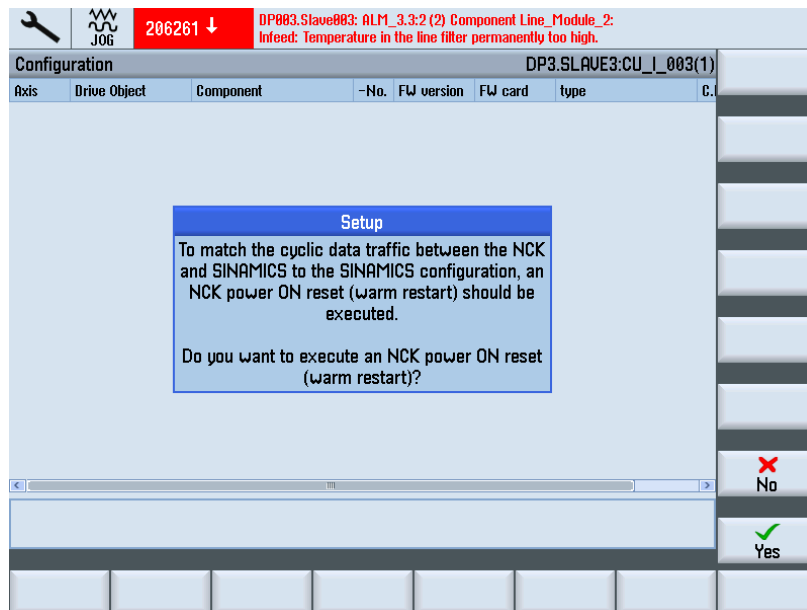 JOG
206261
DP003.Slave003: ALM_3.3:2 (2) Component Line_Module_2:
Infeed: Temperature in the line filter permanently too high.
Configuration
DP3.SLAVE3:CU_I_003(1)
Axis Drive Object Component -No. FW version FW card type C.
Setup
To match the cyclic data traffic between the NCK
and SINAMICS to the SINAMICS configuration, an
NCK power ON reset (warm restart) should be
executed.
Do you want to execute an NCK power ON reset
(warm restart)?
No
Yes